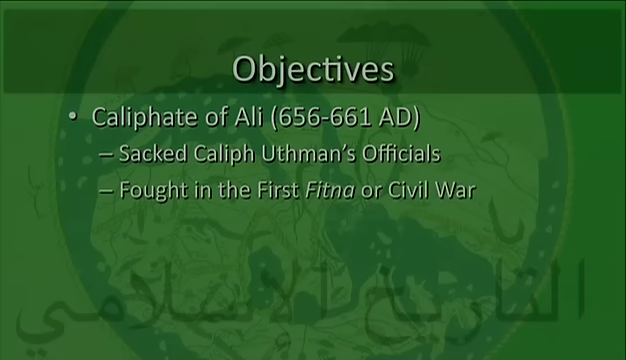 Objectives
• Caliphate of Ali (656-661 AD)
– Sacked Caliph Uthman's Officials
– Fought in the First Fitna or Civil War
التاريخ الإسلامي